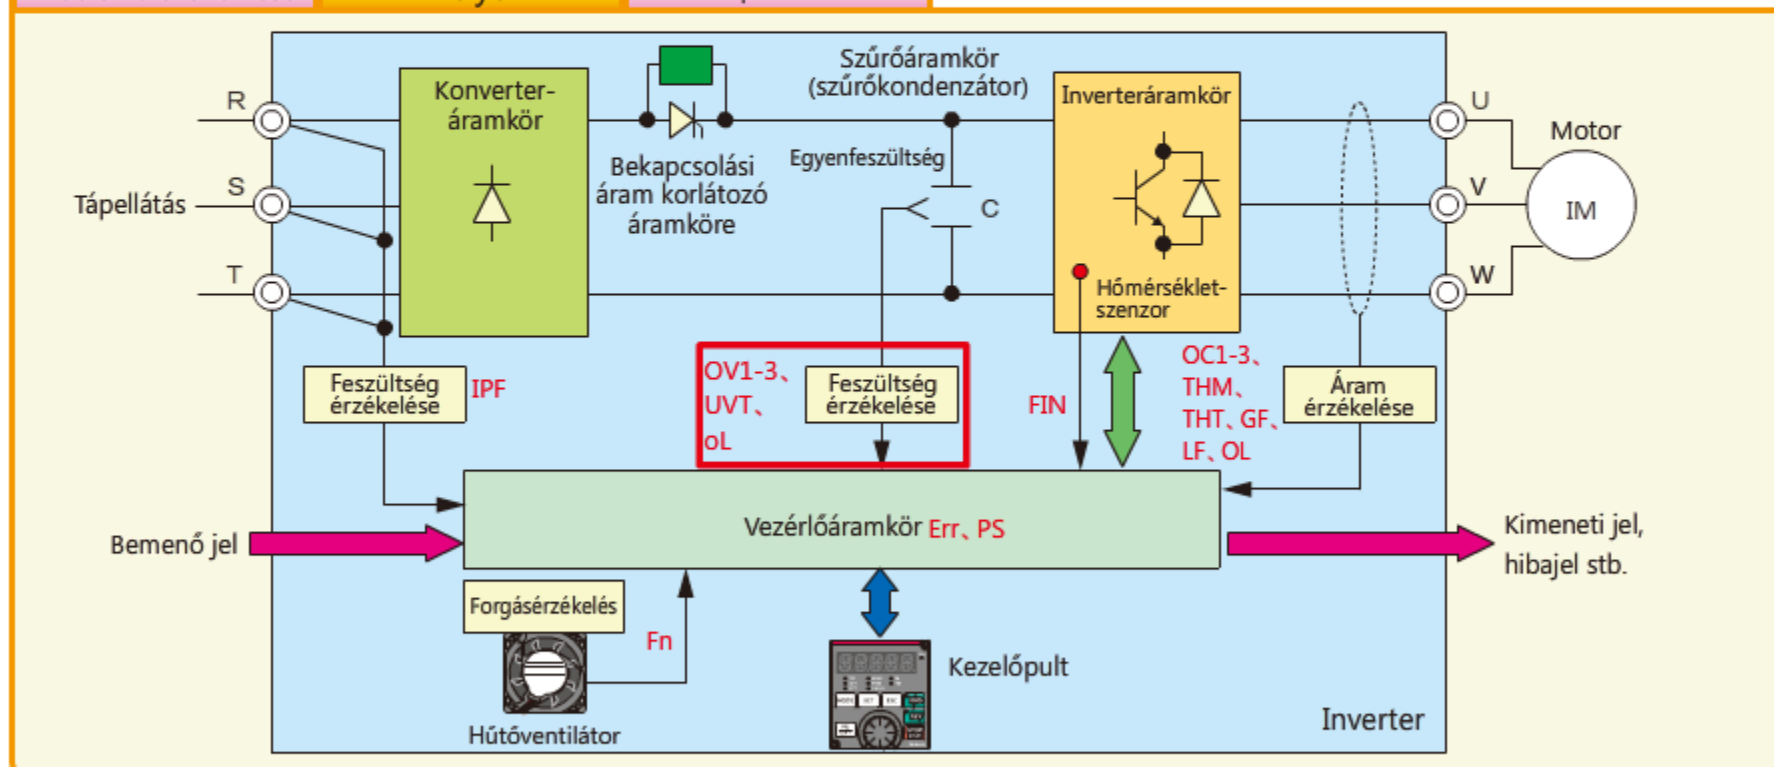 Szűrőáramkör
(szűrőkondenzátor)
Konverter-
áramkör
Inverteráramkör
R
U
Motor
Egyenfeszültség
Bekapcsolási
áram korlátozó
áramköre
Tápellátás
S
C
V
IM
T
W
Hőmérséklet-
szenzor
Feszültség
érzékelése
IPF
OV1-3、
UVT、
oL
Feszültség
érzékelése
FIN
OC1-3、
THM、
THT、GF、
LF、OL
Áram
érzékelése
Bemenő jel
Vezérlőáramkör Err、PS
Kimeneti jel,
hibajel stb.
Forgásérzékelés
Fn
Kezelőpult
Hűtőventilátor
Inverter